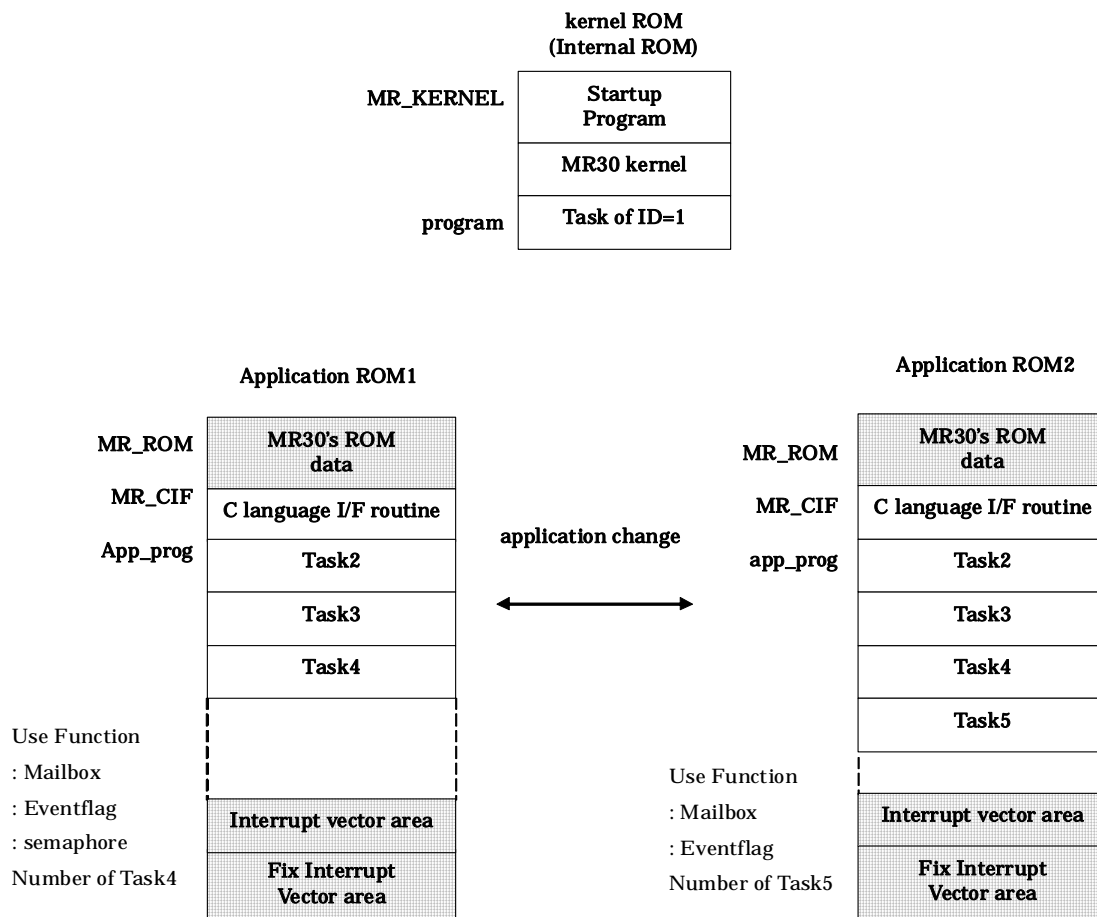 kernel ROM
(Internal ROM)
MR_KERNEL
Startup
Program
MR30 kernel
program
Task of ID=1
Application ROM1
MR_ROM
MR30's ROM
data
MR_CIF
C language I/F routine
App_prog
Task2
Task3
Task4
Use Function
: Mailbox
: Eventflag
: semaphore
Number of Task4
Interrupt vector area
Fix Interrupt
Vector area
application change
Application ROM2
MR_ROM
MR30's ROM
data
MR_CIF
C language I/F routine
app_prog
Task2
Task3
Task4
Task5
Use Function
: Mailbox
: Eventflag
Number of Task5
Interrupt vector area
Fix Interrupt
Vector area